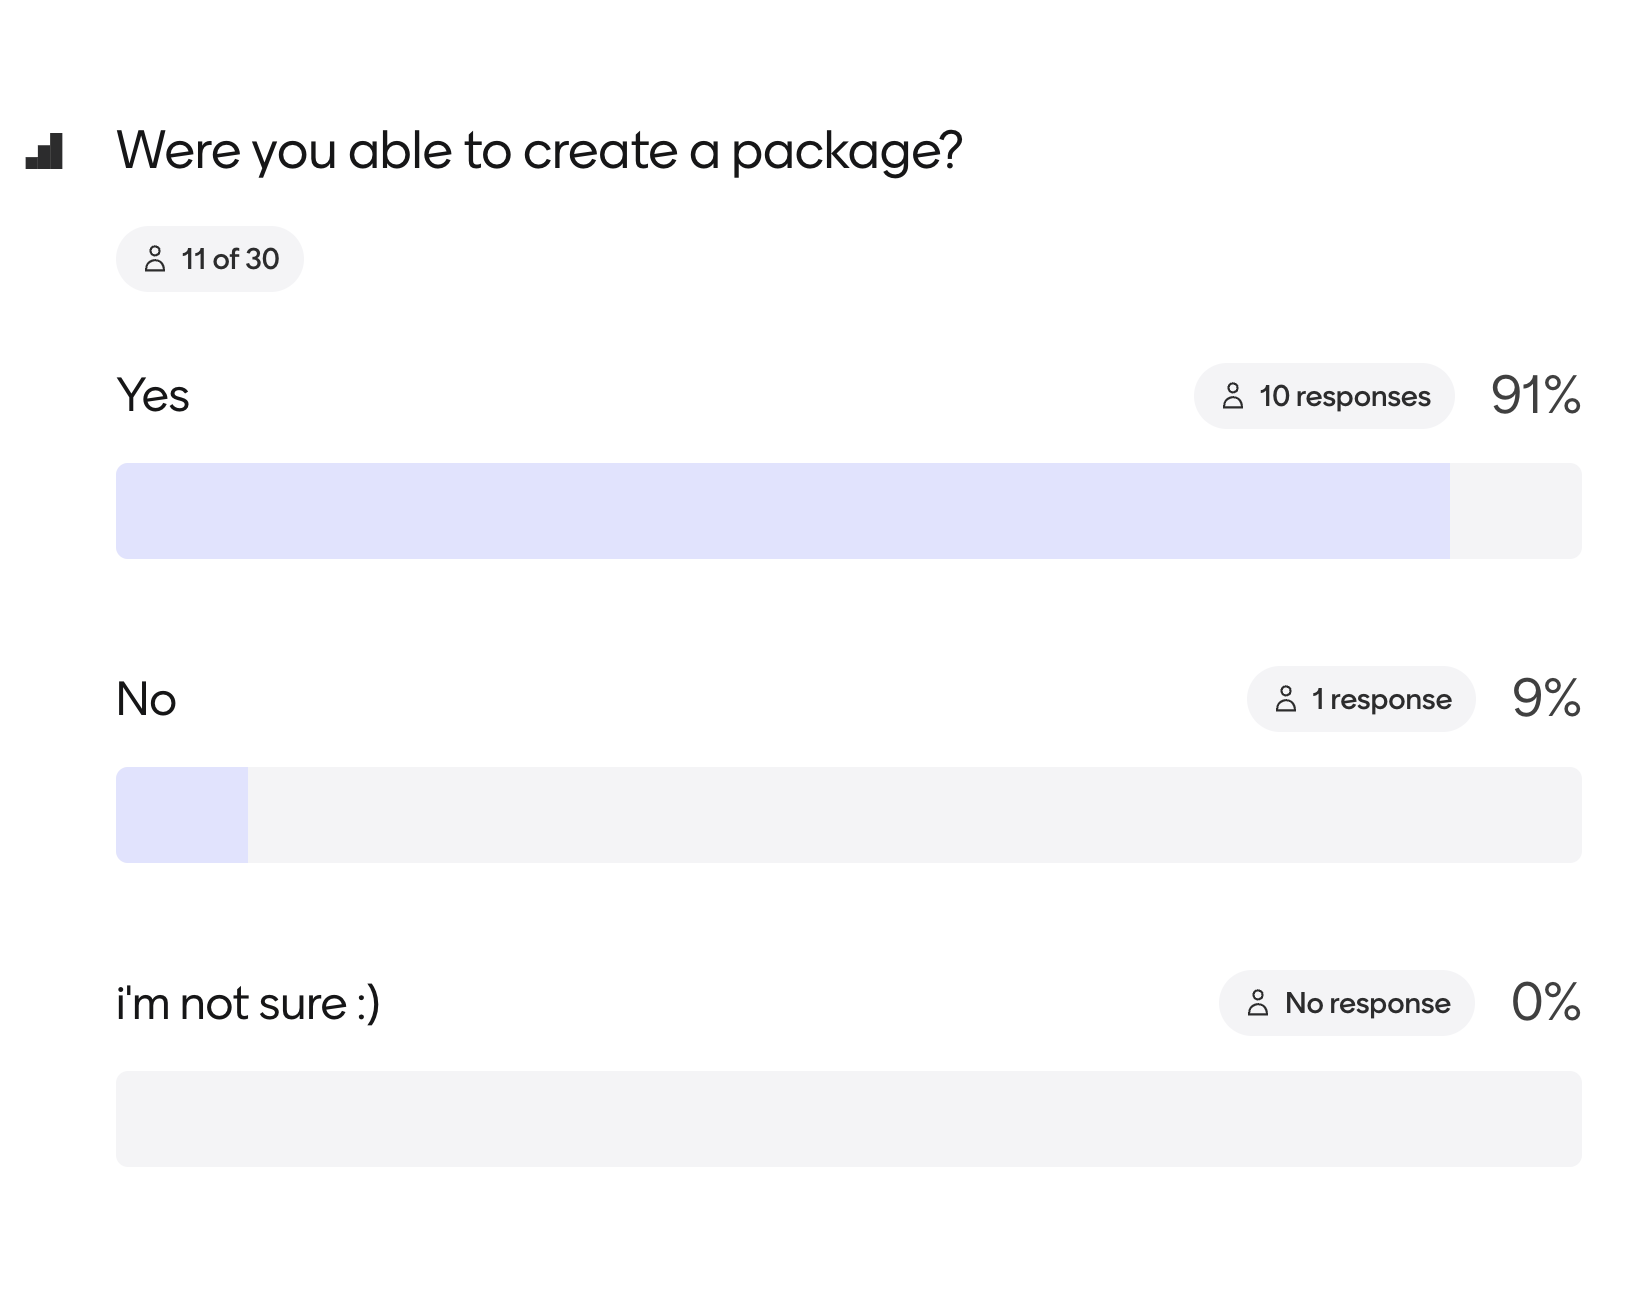 Were you able to create a package?
11 of 30
Yes
10 responses
91%
No
1 response
9%
i'm not sure :)
No response
0%